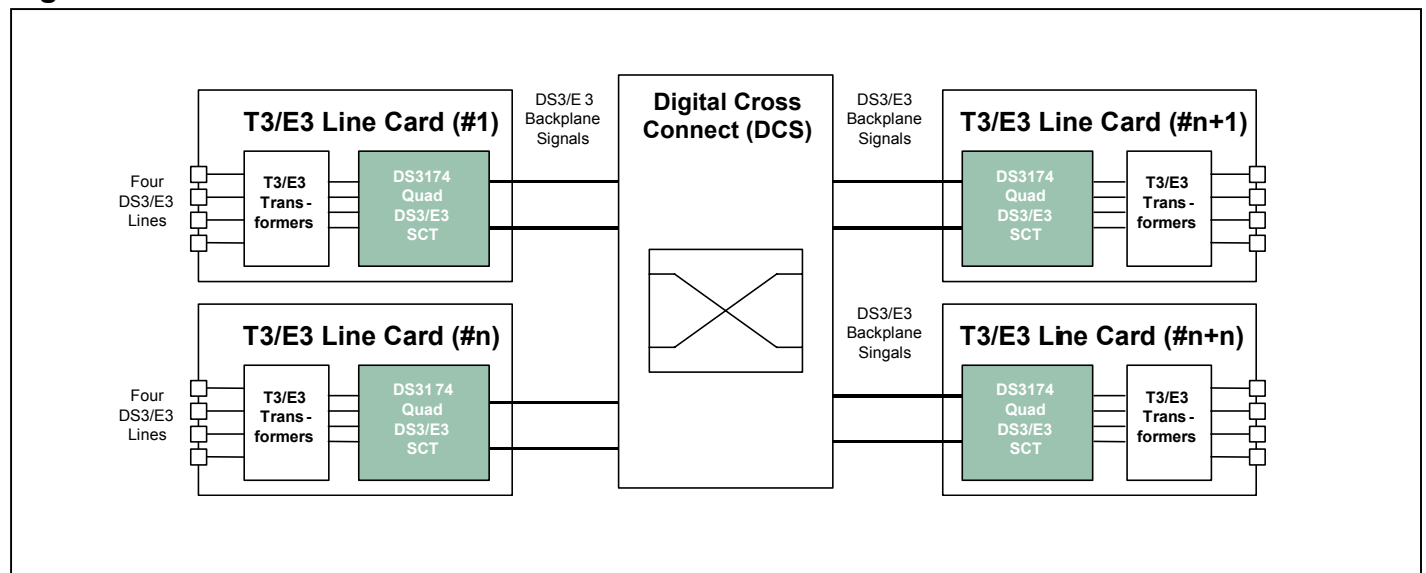 T3/E3 Line Card (#1)
Four
DS3/E3
Lines
T3/E3
Trans -
formers
DS3174
Quad
DS3/E3
SCT
DS3/E 3
Backplane
Signals
Digital Cross
Connect (DCS)
DS3/E3
Backplane
Signals
T3/E3 Line Card (#n+1)
DS3174
Quad
DS3/E3
SCT
T3/E3
Trans -
formers
T3/E3 Line Card (#n)
Four
DS3/E3
Lines
T3/E3
Trans -
formers
DS3174
Quad
DS3/E3
SCT
DS3/E3
Backplane
Singals
T3/E3 Line Card (#n+n)
DS3174
Quad
DS3/E3
SCT
T3/E3
Trans -
formers